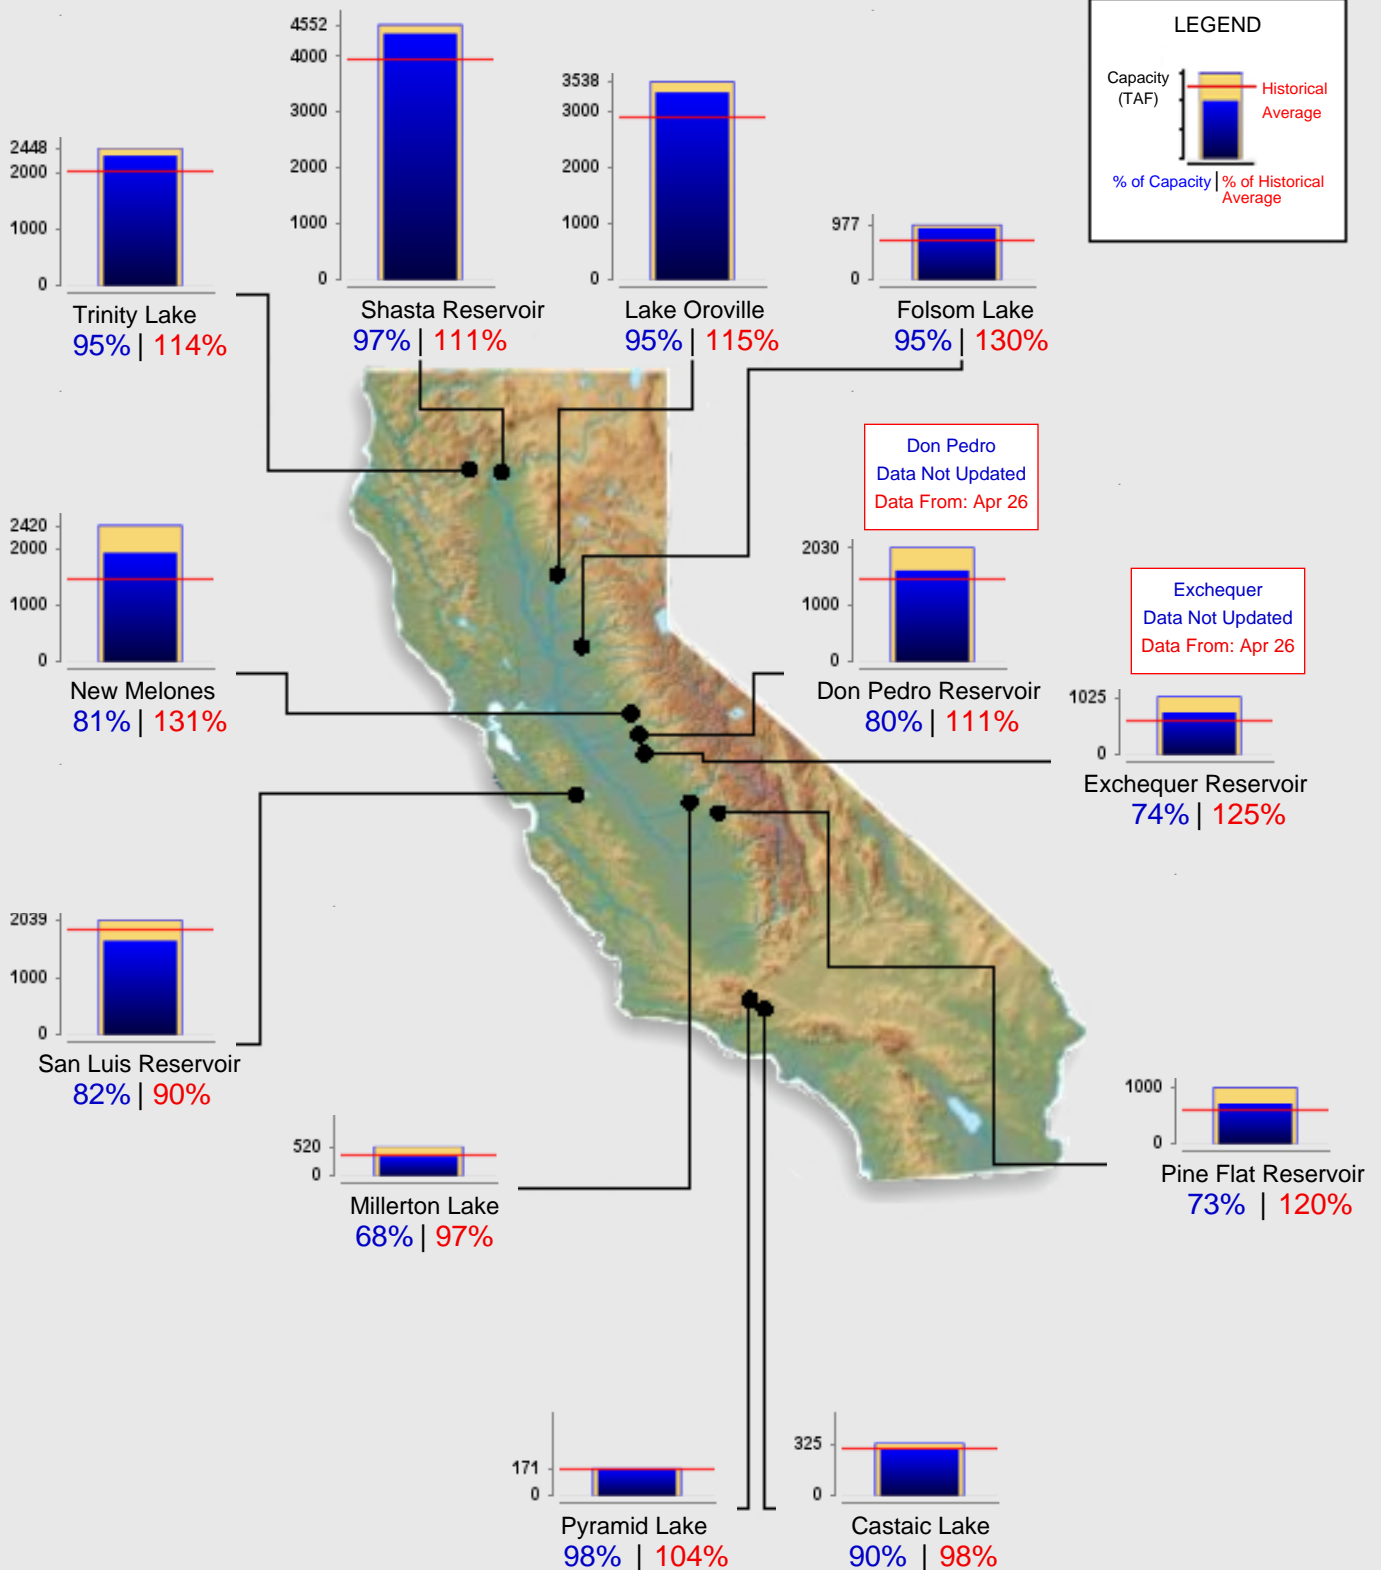 4552
4000
3000
2000
1000
0
Shasta Reservoir
97% | 111%
3538
3000
2000
1000
0
Lake Oroville
95% | 115%
LEGEND
Capacity
(TAF)
Historical
Average
% of Capacity | % of Historical
Average
2448
2000
1000
0
Trinity Lake
95% | 114%
977
0
Folsom Lake
95% | 130%
Don Pedro
Data Not Updated
Data From: Apr 26
2420
2000
1000
0
New Melones
81% | 131%
2030
1000
0
Don Pedro Reservoir
80% | 111%
Exchequer
Data Not Updated
Data From: Apr 26
1025
0
Exchequer Reservoir
74% | 125%
2039
1000
0
San Luis Reservoir
82% | 90%
520
0
Millerton Lake
68% | 97%
1000
0
Pine Flat Reservoir
73% | 120%
171
0
Pyramid Lake
98% | 104%
325
0
Castaic Lake
90% | 98%